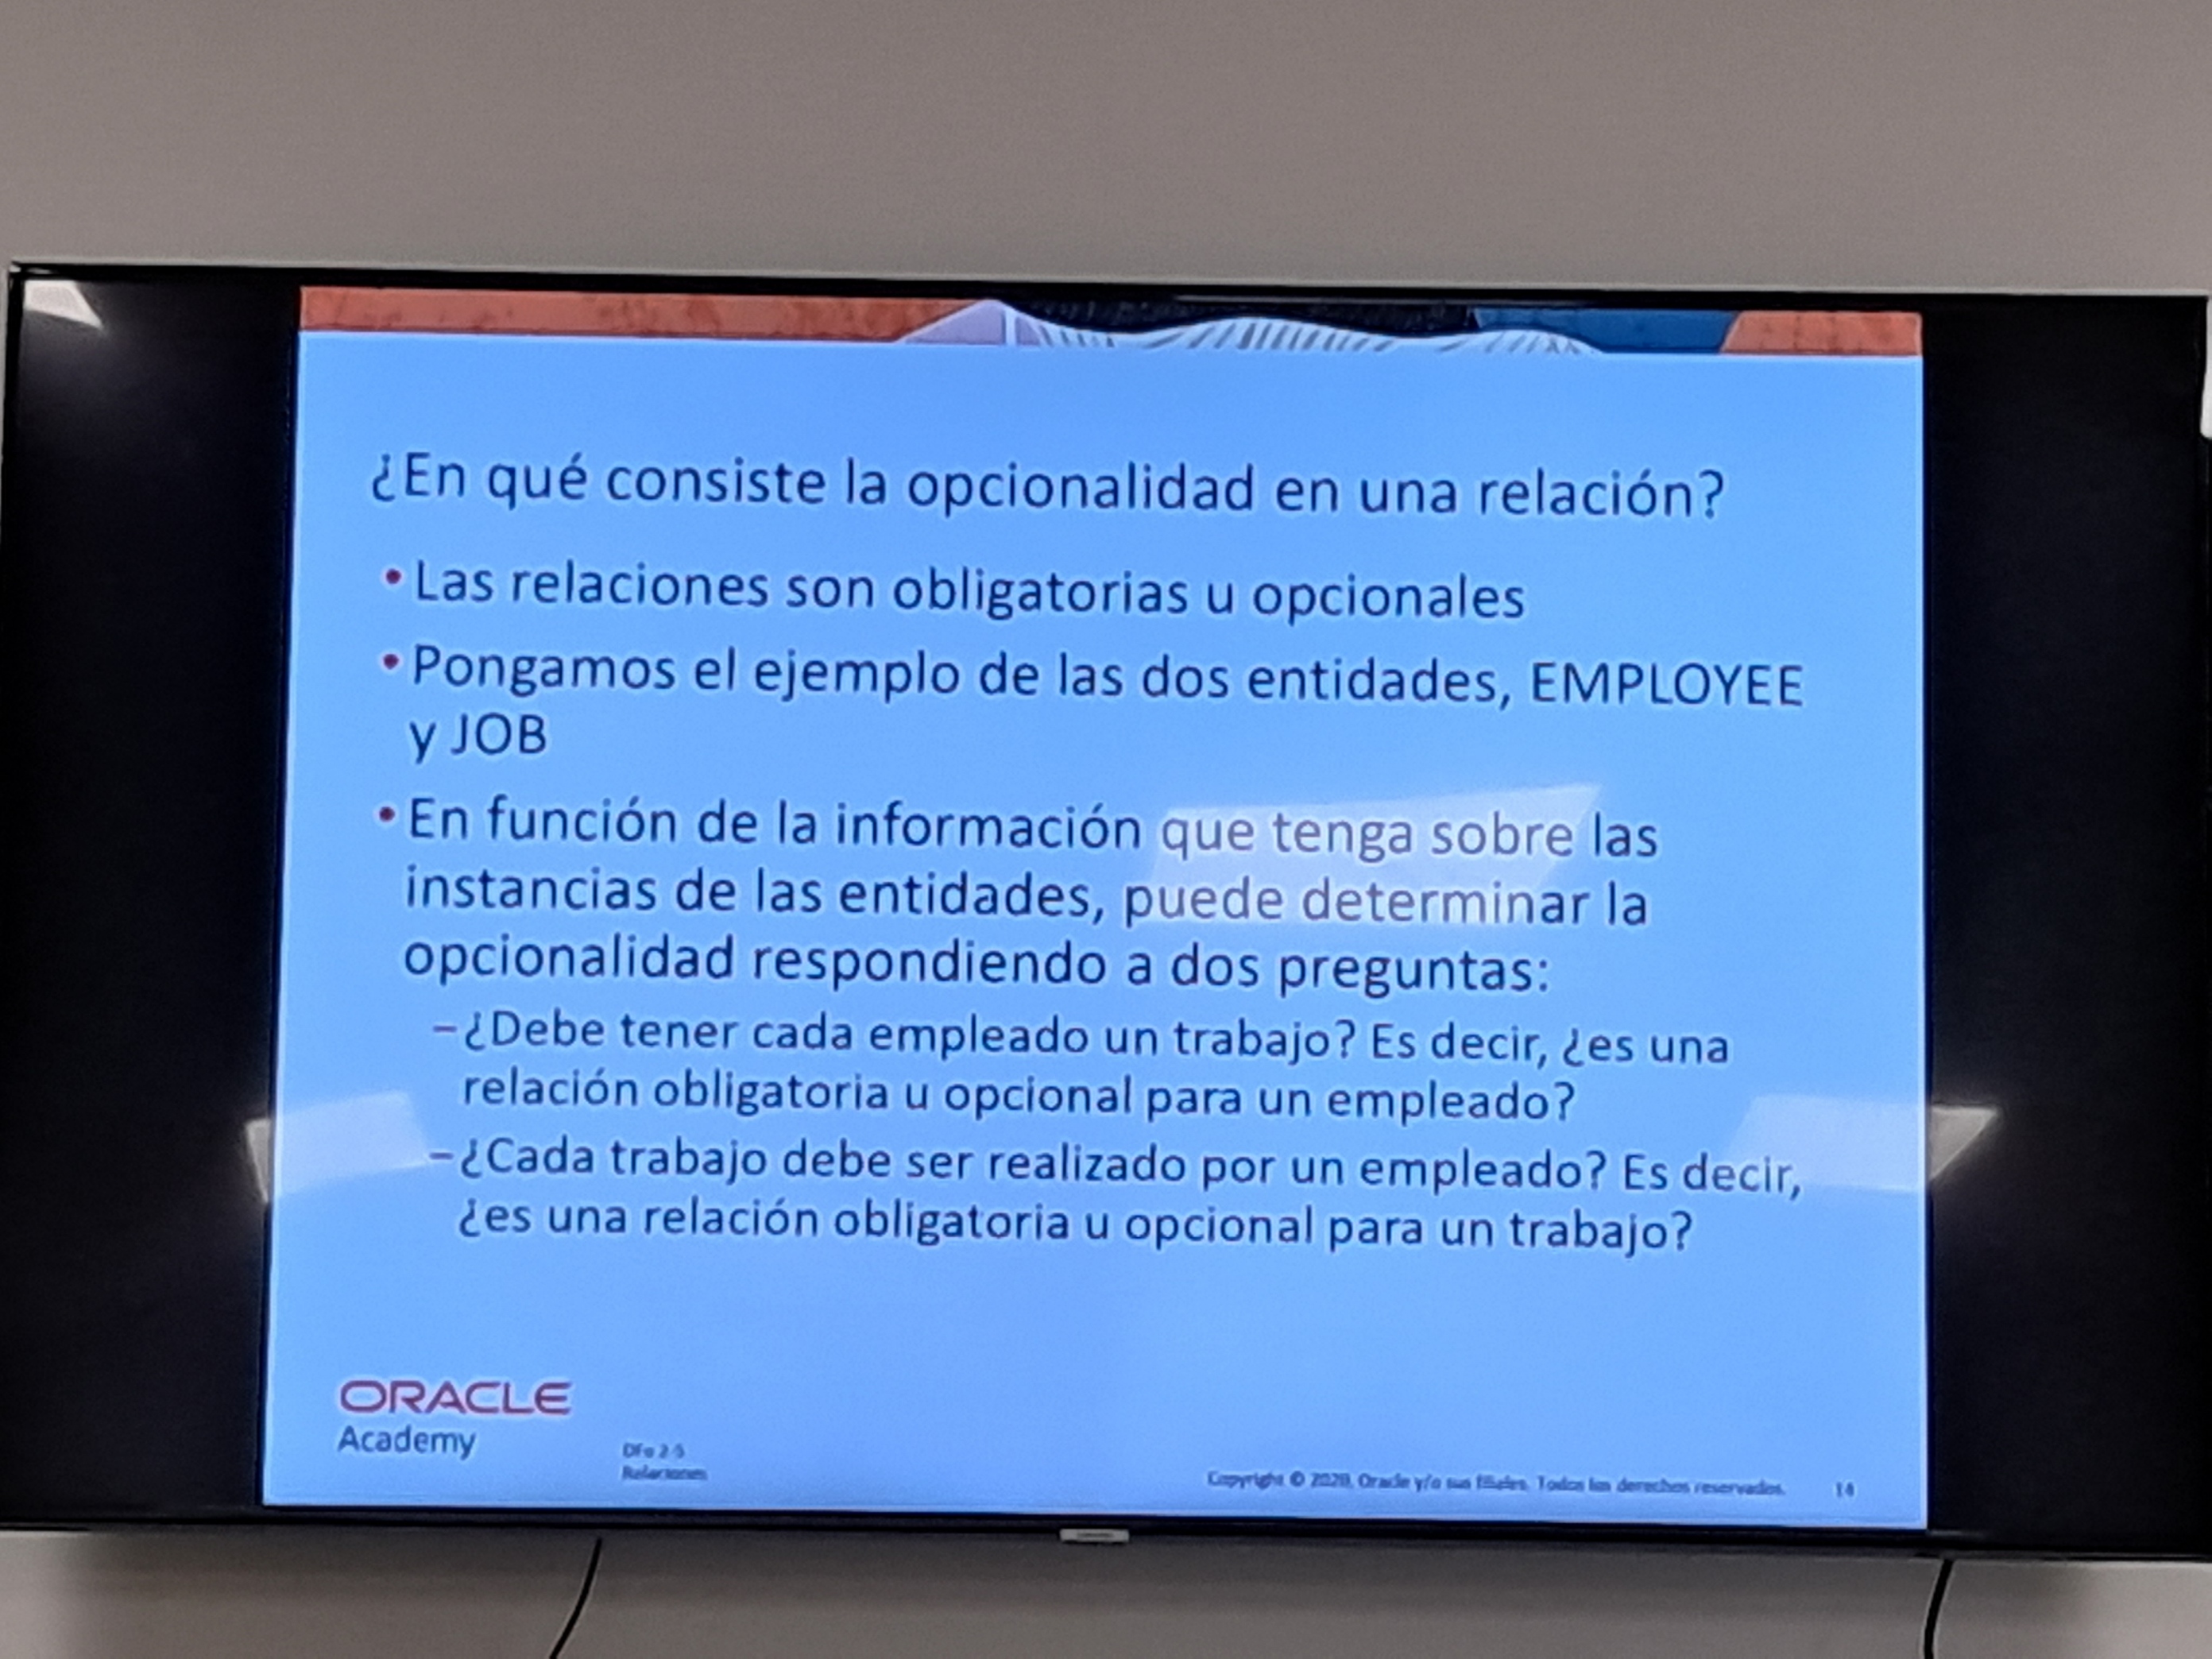 ¿En qué consiste la opcionalidad en una relación?
•Las relaciones son obligatorias u opcionales
•Pongamos el ejemplo de las dos entidades, EMPLOYEE
y JOB
•En función de la información que tenga sobre las
instancias de las entidades, puede determinar la
opcionalidad respondiendo a dos preguntas:
–¿Debe tener cada empleado un trabajo? Es decir, ¿es una
relación obligatoria u opcional para un empleado?
–¿Cada trabajo debe ser realizado por un empleado? Es decir,
¿es una relación obligatoria u opcional para un trabajo?
ORACLE
Academy
DFo 2-5
Relaciones
Copyright © 2020, Oracle y/o sus filiales. Todos los derechos reservados.
14